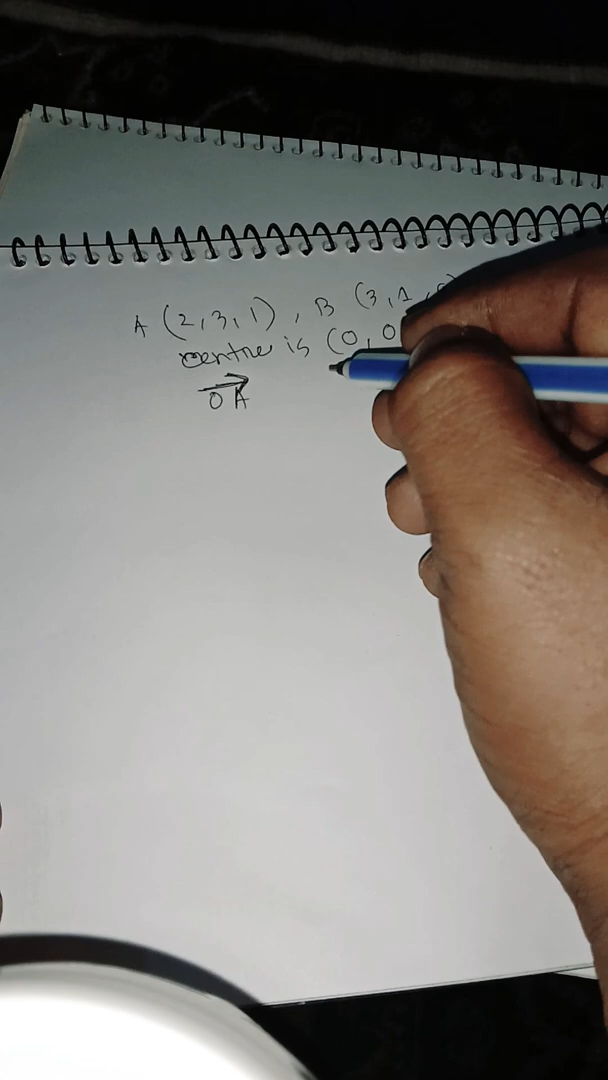 A (2,3,1), B (3,1,
centre is (0,0
OA